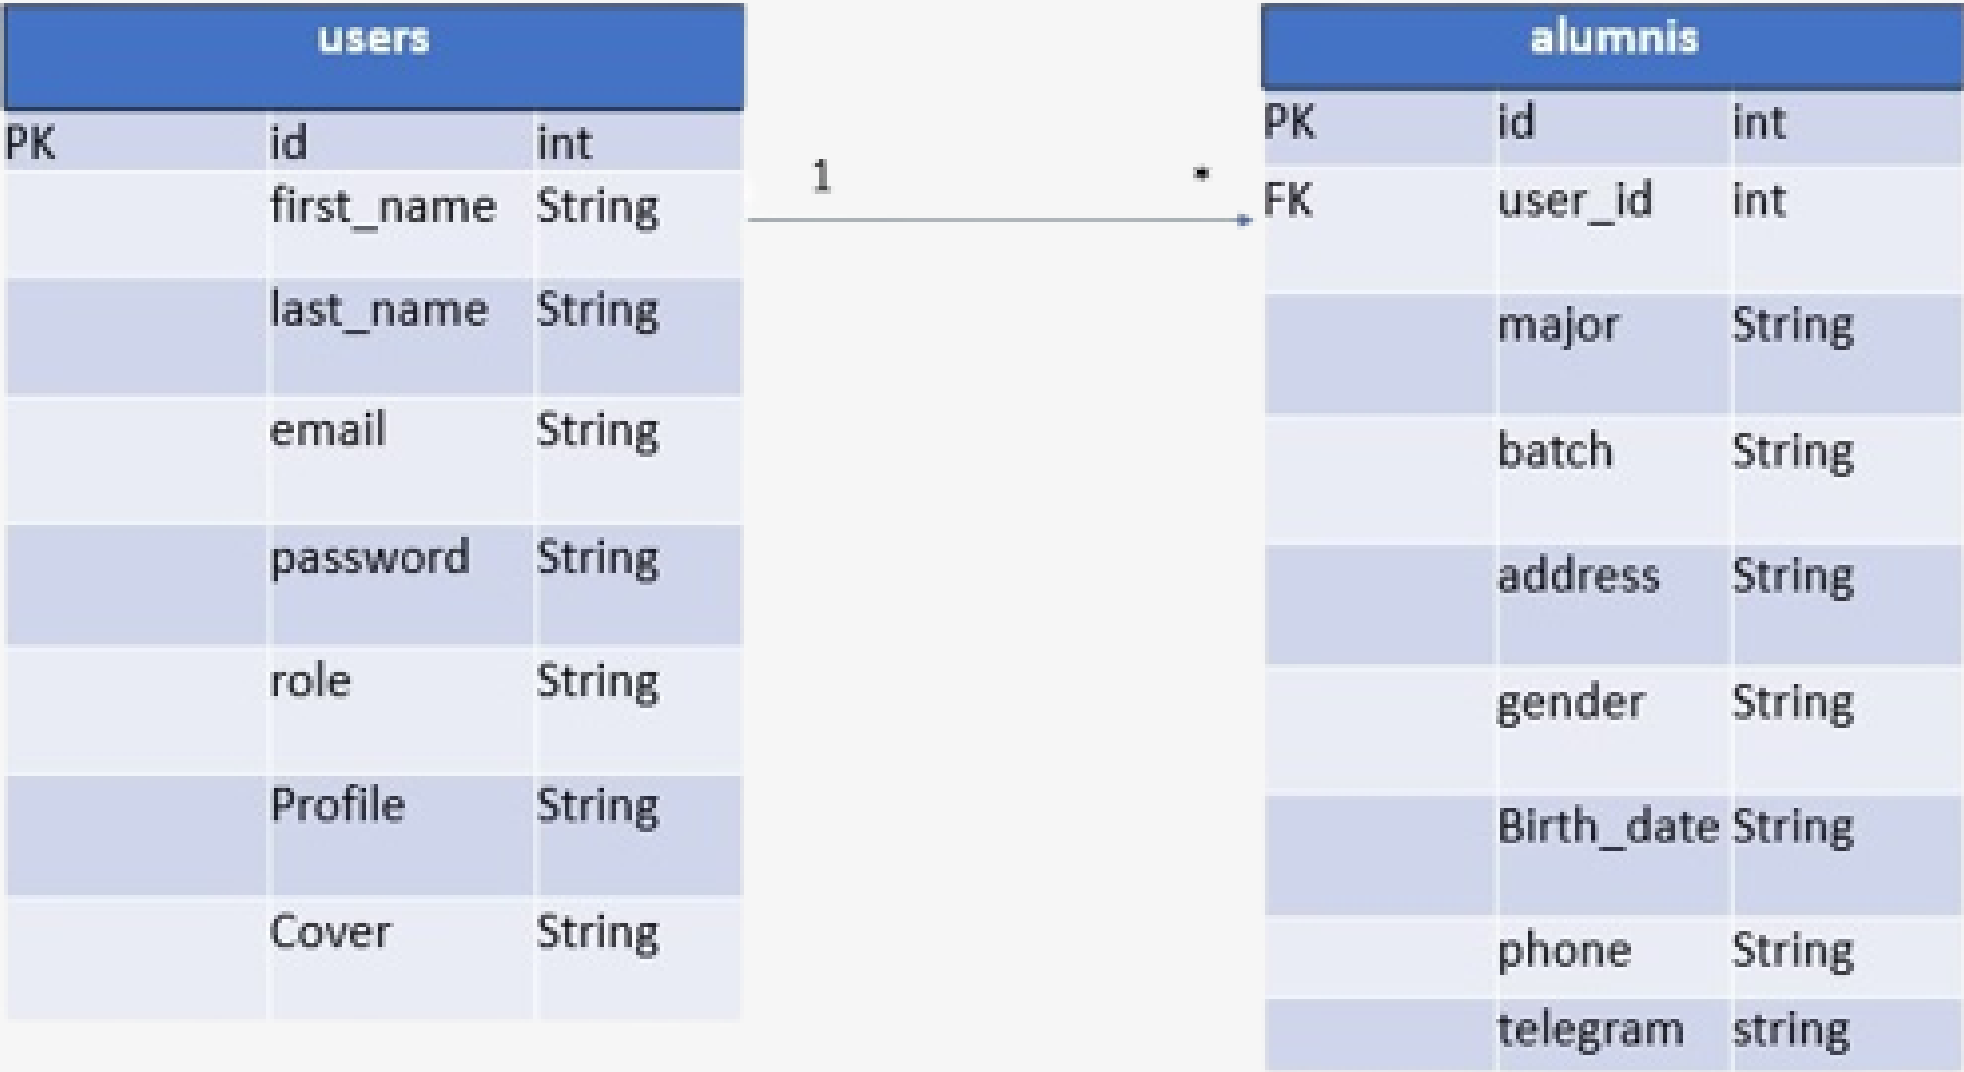 users
PK id int
first_name String
last_name String
email String
password String
role String
Profile String
Cover String
1 *
alumnis
PK id int
FK user_id int
major String
batch String
address String
gender String
Birth_date String
phone String
telegram string